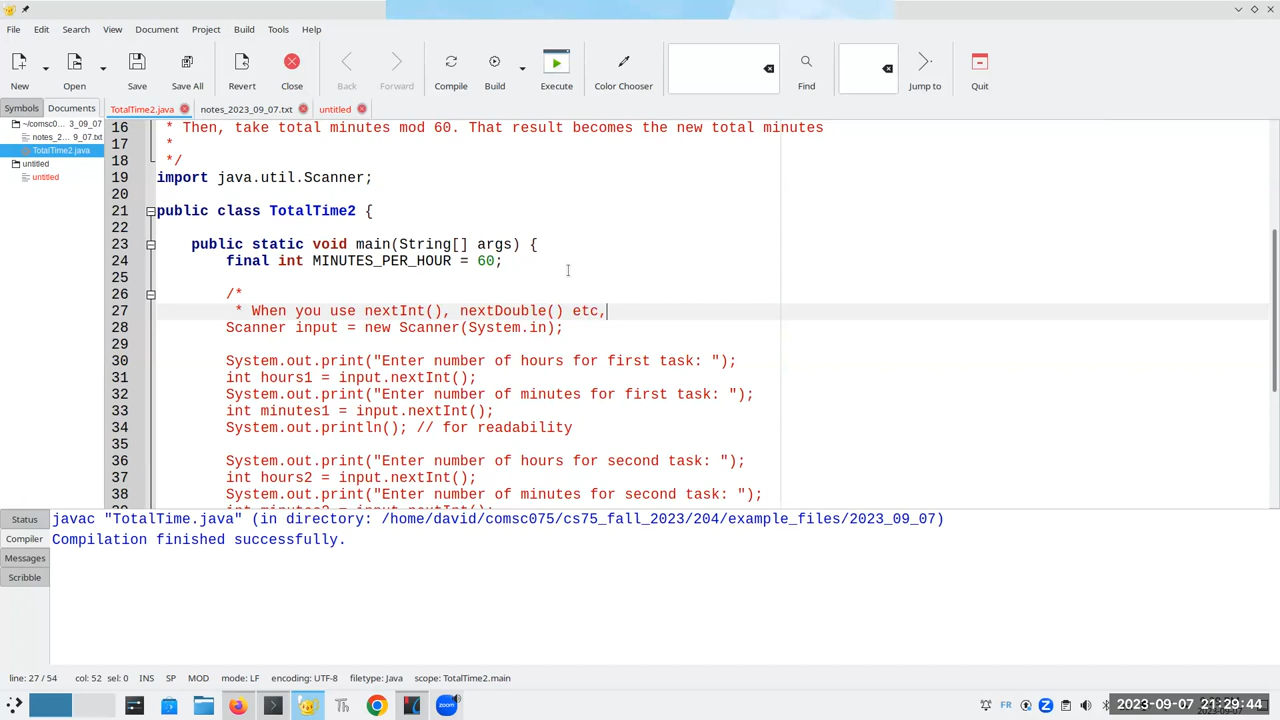 File Edit Search View Document Project Build Tools Help
New Open Save Save All Revert Close Back Forward Compile Build Execute Color Chooser Find Jump to Quit
Symbols Documents TotalTime2.java notes_2023_09_07.txt untitled
~/comsc0... 3_09_07
notes_2... 9_07.txt
TotalTime2.java
untitled
untitled
16 * Then, take total minutes mod 60. That result becomes the new total minutes
17 *
18 */
19 import java.util.Scanner;
20
21 public class TotalTime2 {
22
23 public static void main(String[] args) {
24 final int MINUTES_PER_HOUR = 60;
25
26 /*
27 * When you use nextInt(), nextDouble() etc,
28 Scanner input = new Scanner(System.in);
29
30 System.out.print("Enter number of hours for first task: ");
31 int hours1 = input.nextInt();
32 System.out.print("Enter number of minutes for first task: ");
33 int minutes1 = input.nextInt();
34 System.out.println(); // for readability
35
36 System.out.print("Enter number of hours for second task: ");
37 int hours2 = input.nextInt();
38 System.out.print("Enter number of minutes for second task: ");
Status
Compiler
Messages
Scribble
javac "TotalTime.java" (in directory: /home/david/comsc075/cs75_fall_2023/204/example_files/2023_09_07)
Compilation finished successfully.
line: 27 / 54 col: 52 sel: 0 INS SP MOD mode: LF encoding: UTF-8 filetype: Java scope: TotalTime2.main
Th zoom FR Z 2023-09-07 21:29:44